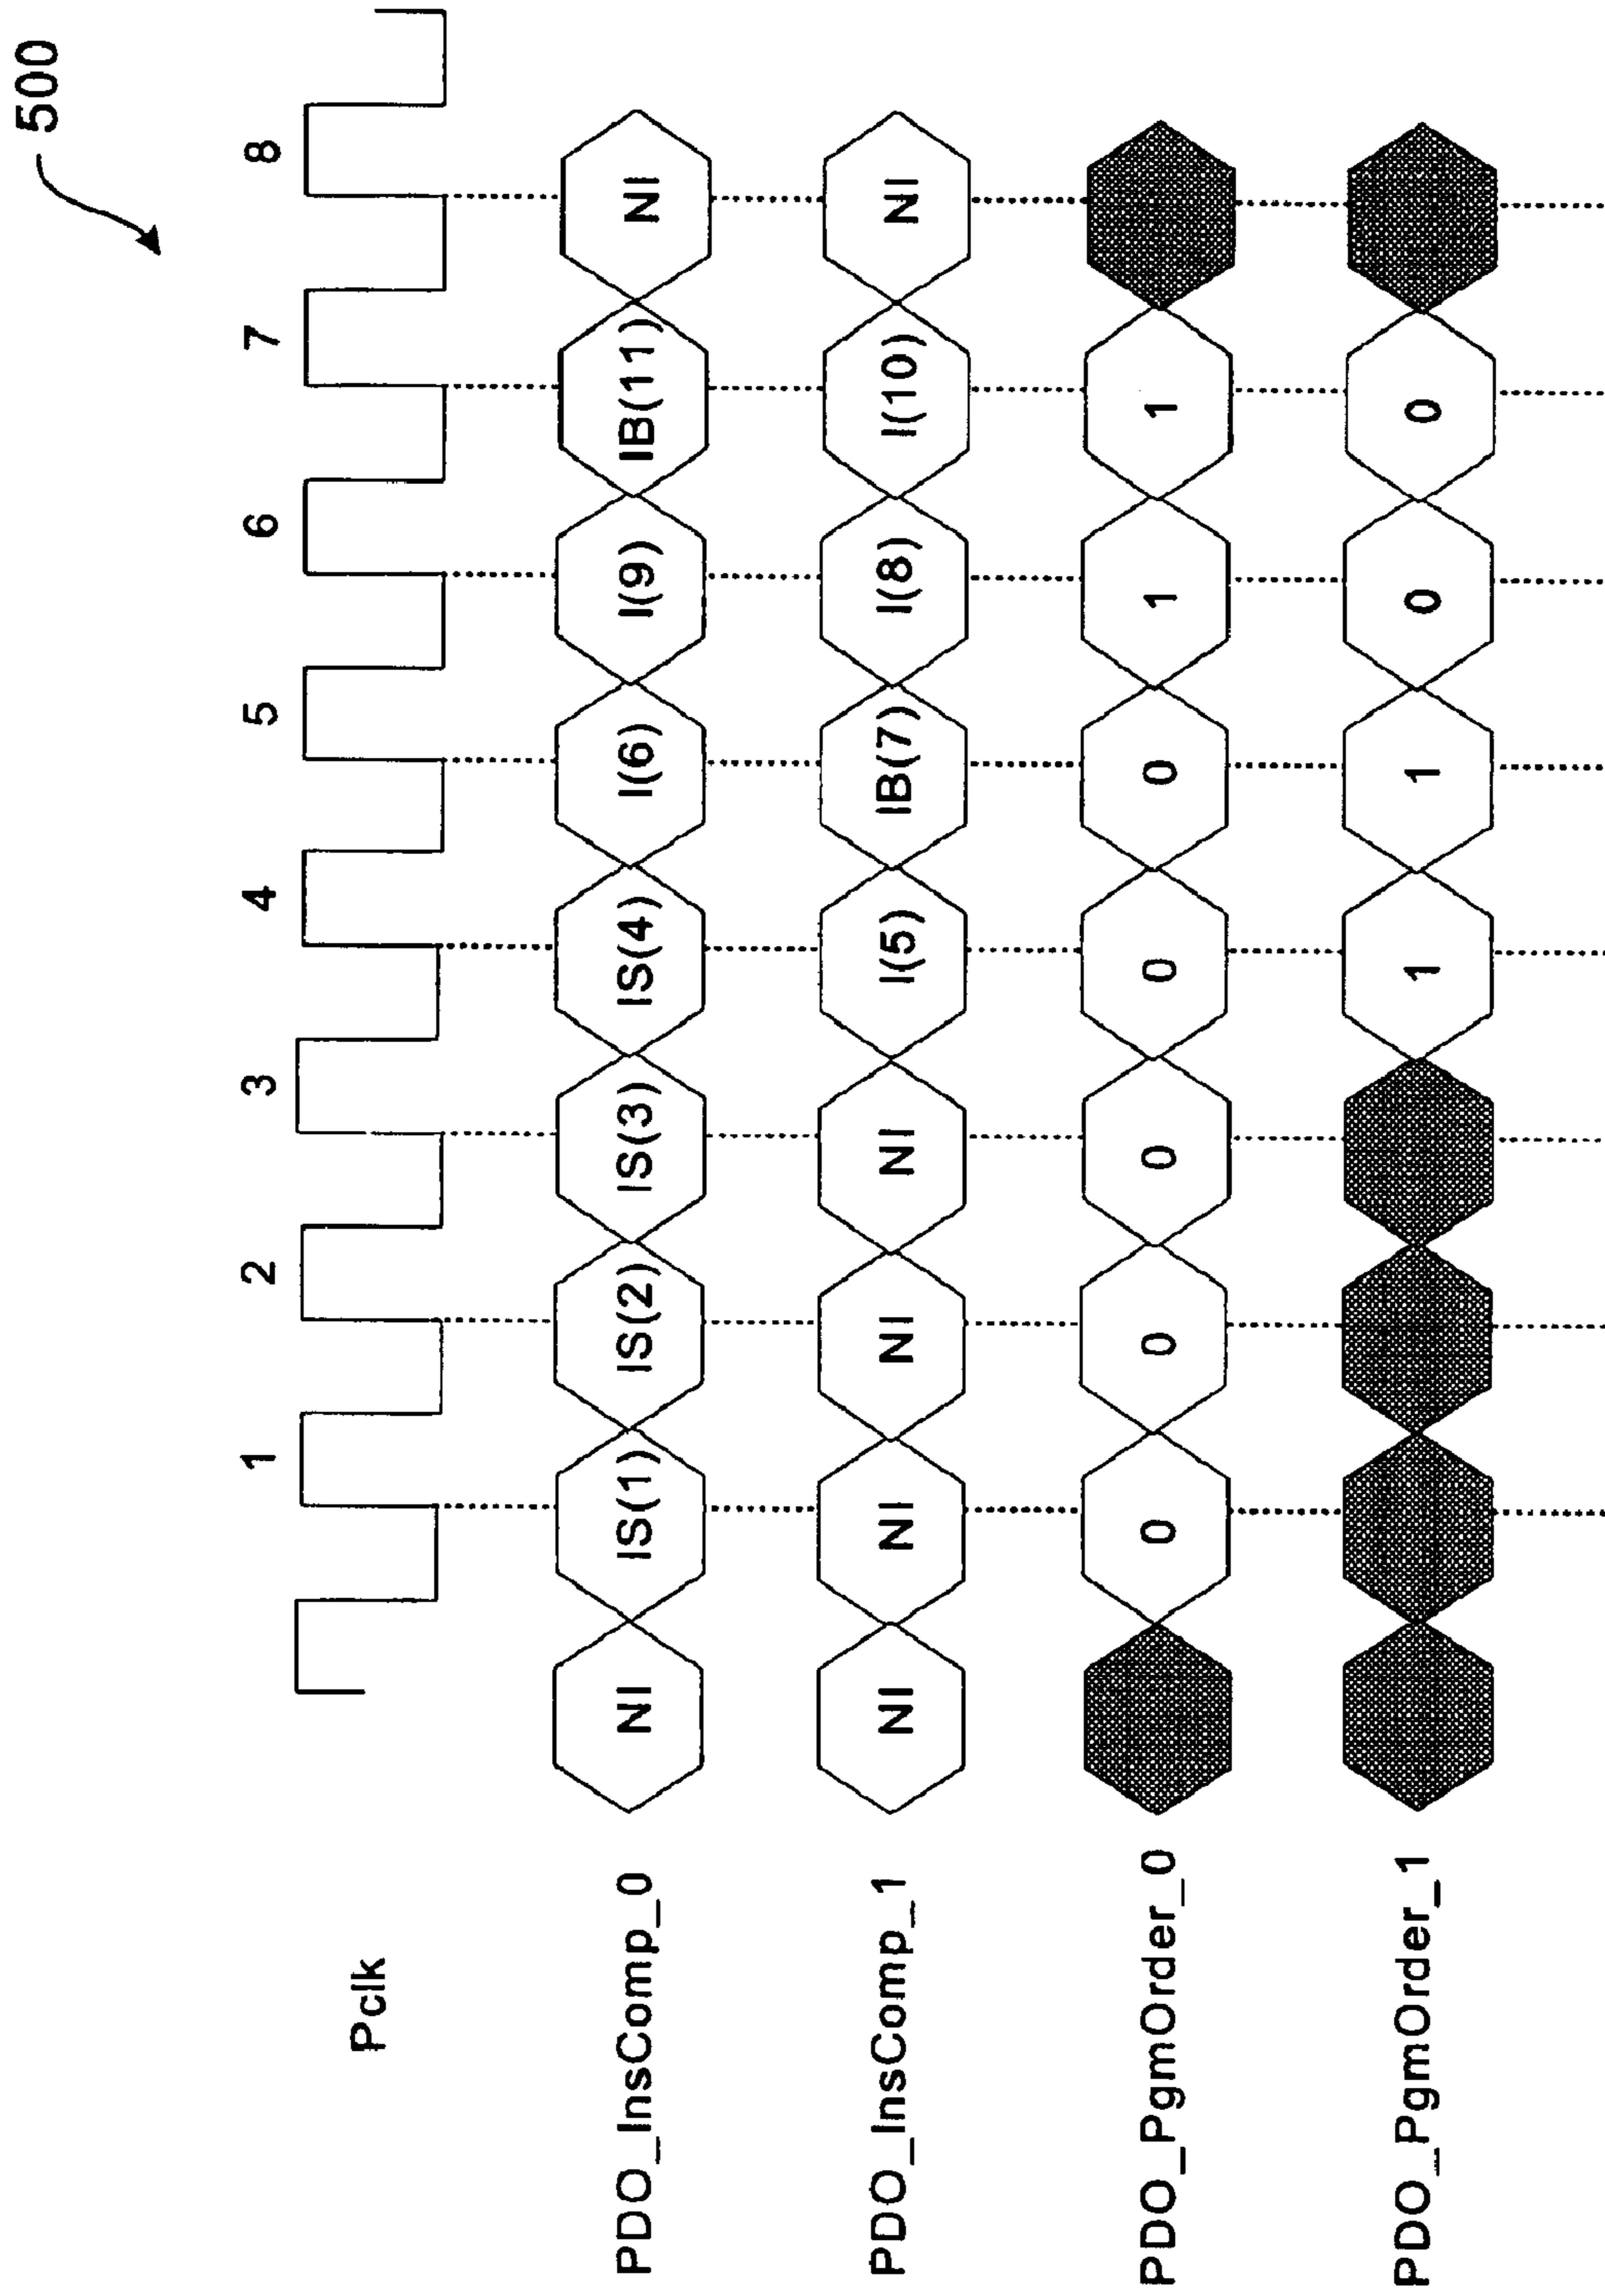 500
1 2 3 4 5 6 7 8
Pclk
PDO_InsComp_0 NI IS(1) IS(2) IS(3) IS(4) I(6) I(9) IB(11) NI
PDO_InsComp_1 NI NI NI NI I(5) IB(7) I(8) I(10) NI
PDO_PgmOrder_0 0 0 0 0 0 1 1
PDO_PgmOrder_1 1 1 0 0